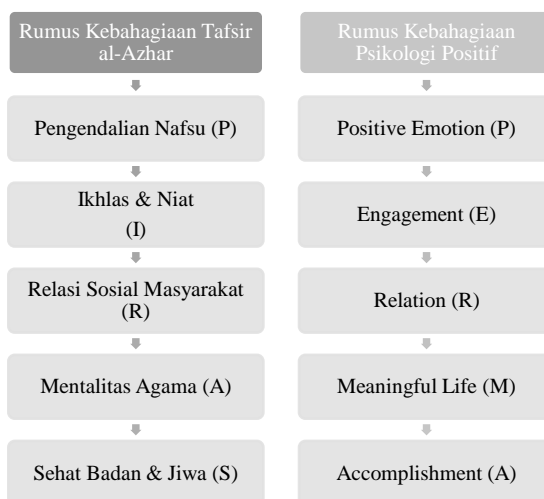 Rumus Kebahagiaan Tafsir
al-Azhar
Pengendalian Nafsu (P)
Ikhlas & Niat
(I)
Relasi Sosial Masyarakat
(R)
Mentalitas Agama (A)
Sehat Badan & Jiwa (S)
Rumus Kebahagiaan
Psikologi Positif
Positive Emotion (P)
Engagement (E)
Relation (R)
Meaningful Life (M)
Accomplishment (A)